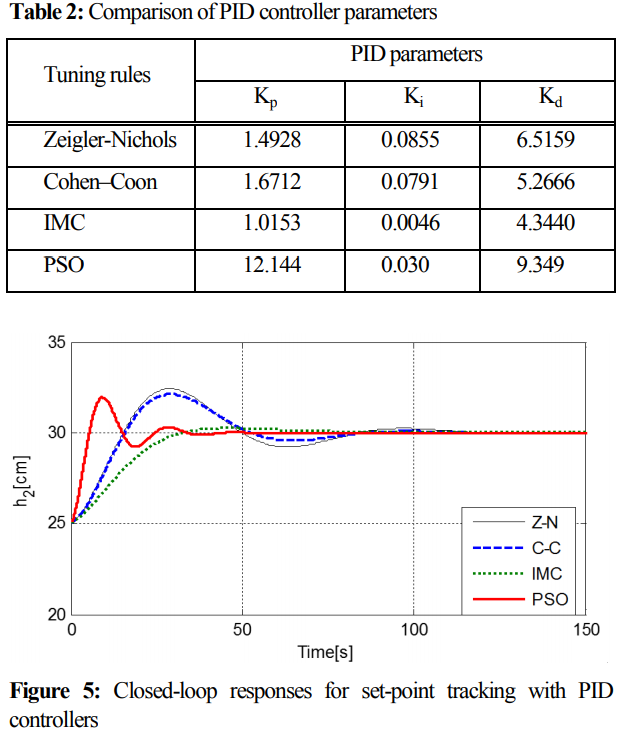 Table 2: Comparison of PID controller parameters
Tuning rules
PID parameters
Kp Ki Kd
Zeigler-Nichols 1.4928 0.0855 6.5159
Cohen–Coon 1.6712 0.0791 5.2666
IMC 1.0153 0.0046 4.3440
PSO 12.144 0.030 9.349
35
30
25
20
h2[cm]
0 50 100 150
Time[s]
Z-N
C-C
IMC
PSO
Figure 5: Closed-loop responses for set-point tracking with PID
controllers